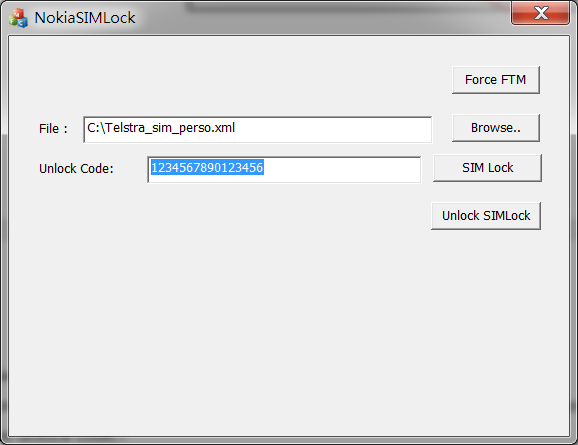 NokiaSIMLock
Force FTM
File : C:\Telstra_sim_perso.xml Browse..
Unlock Code: 1234567890123456 SIM Lock
Unlock SIMLock